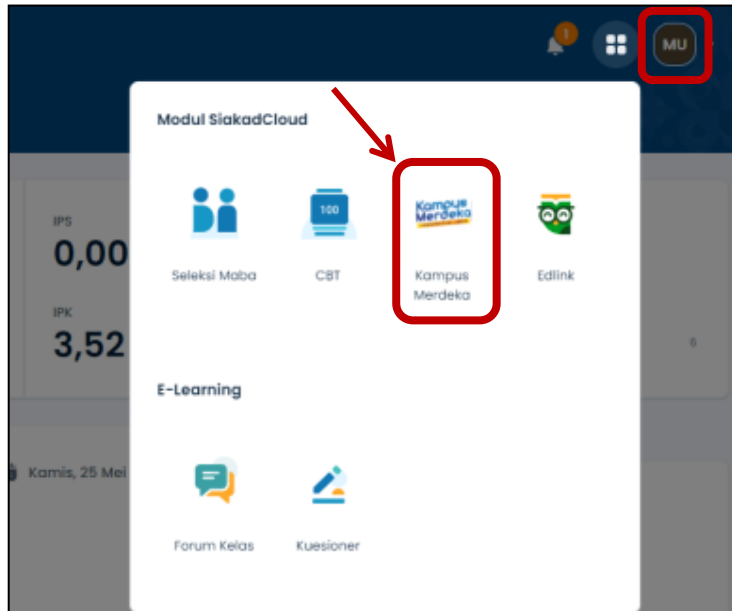 1
MU
Modul SiakadCloud
100
Kampus
Merdeka
Seleksi Maba
CBT
Kampus
Merdeka
Edlink
IPS
0,00
IPK
3,52
6
E-Learning
Kamis, 25 Mei
Forum Kelas
Kuesioner